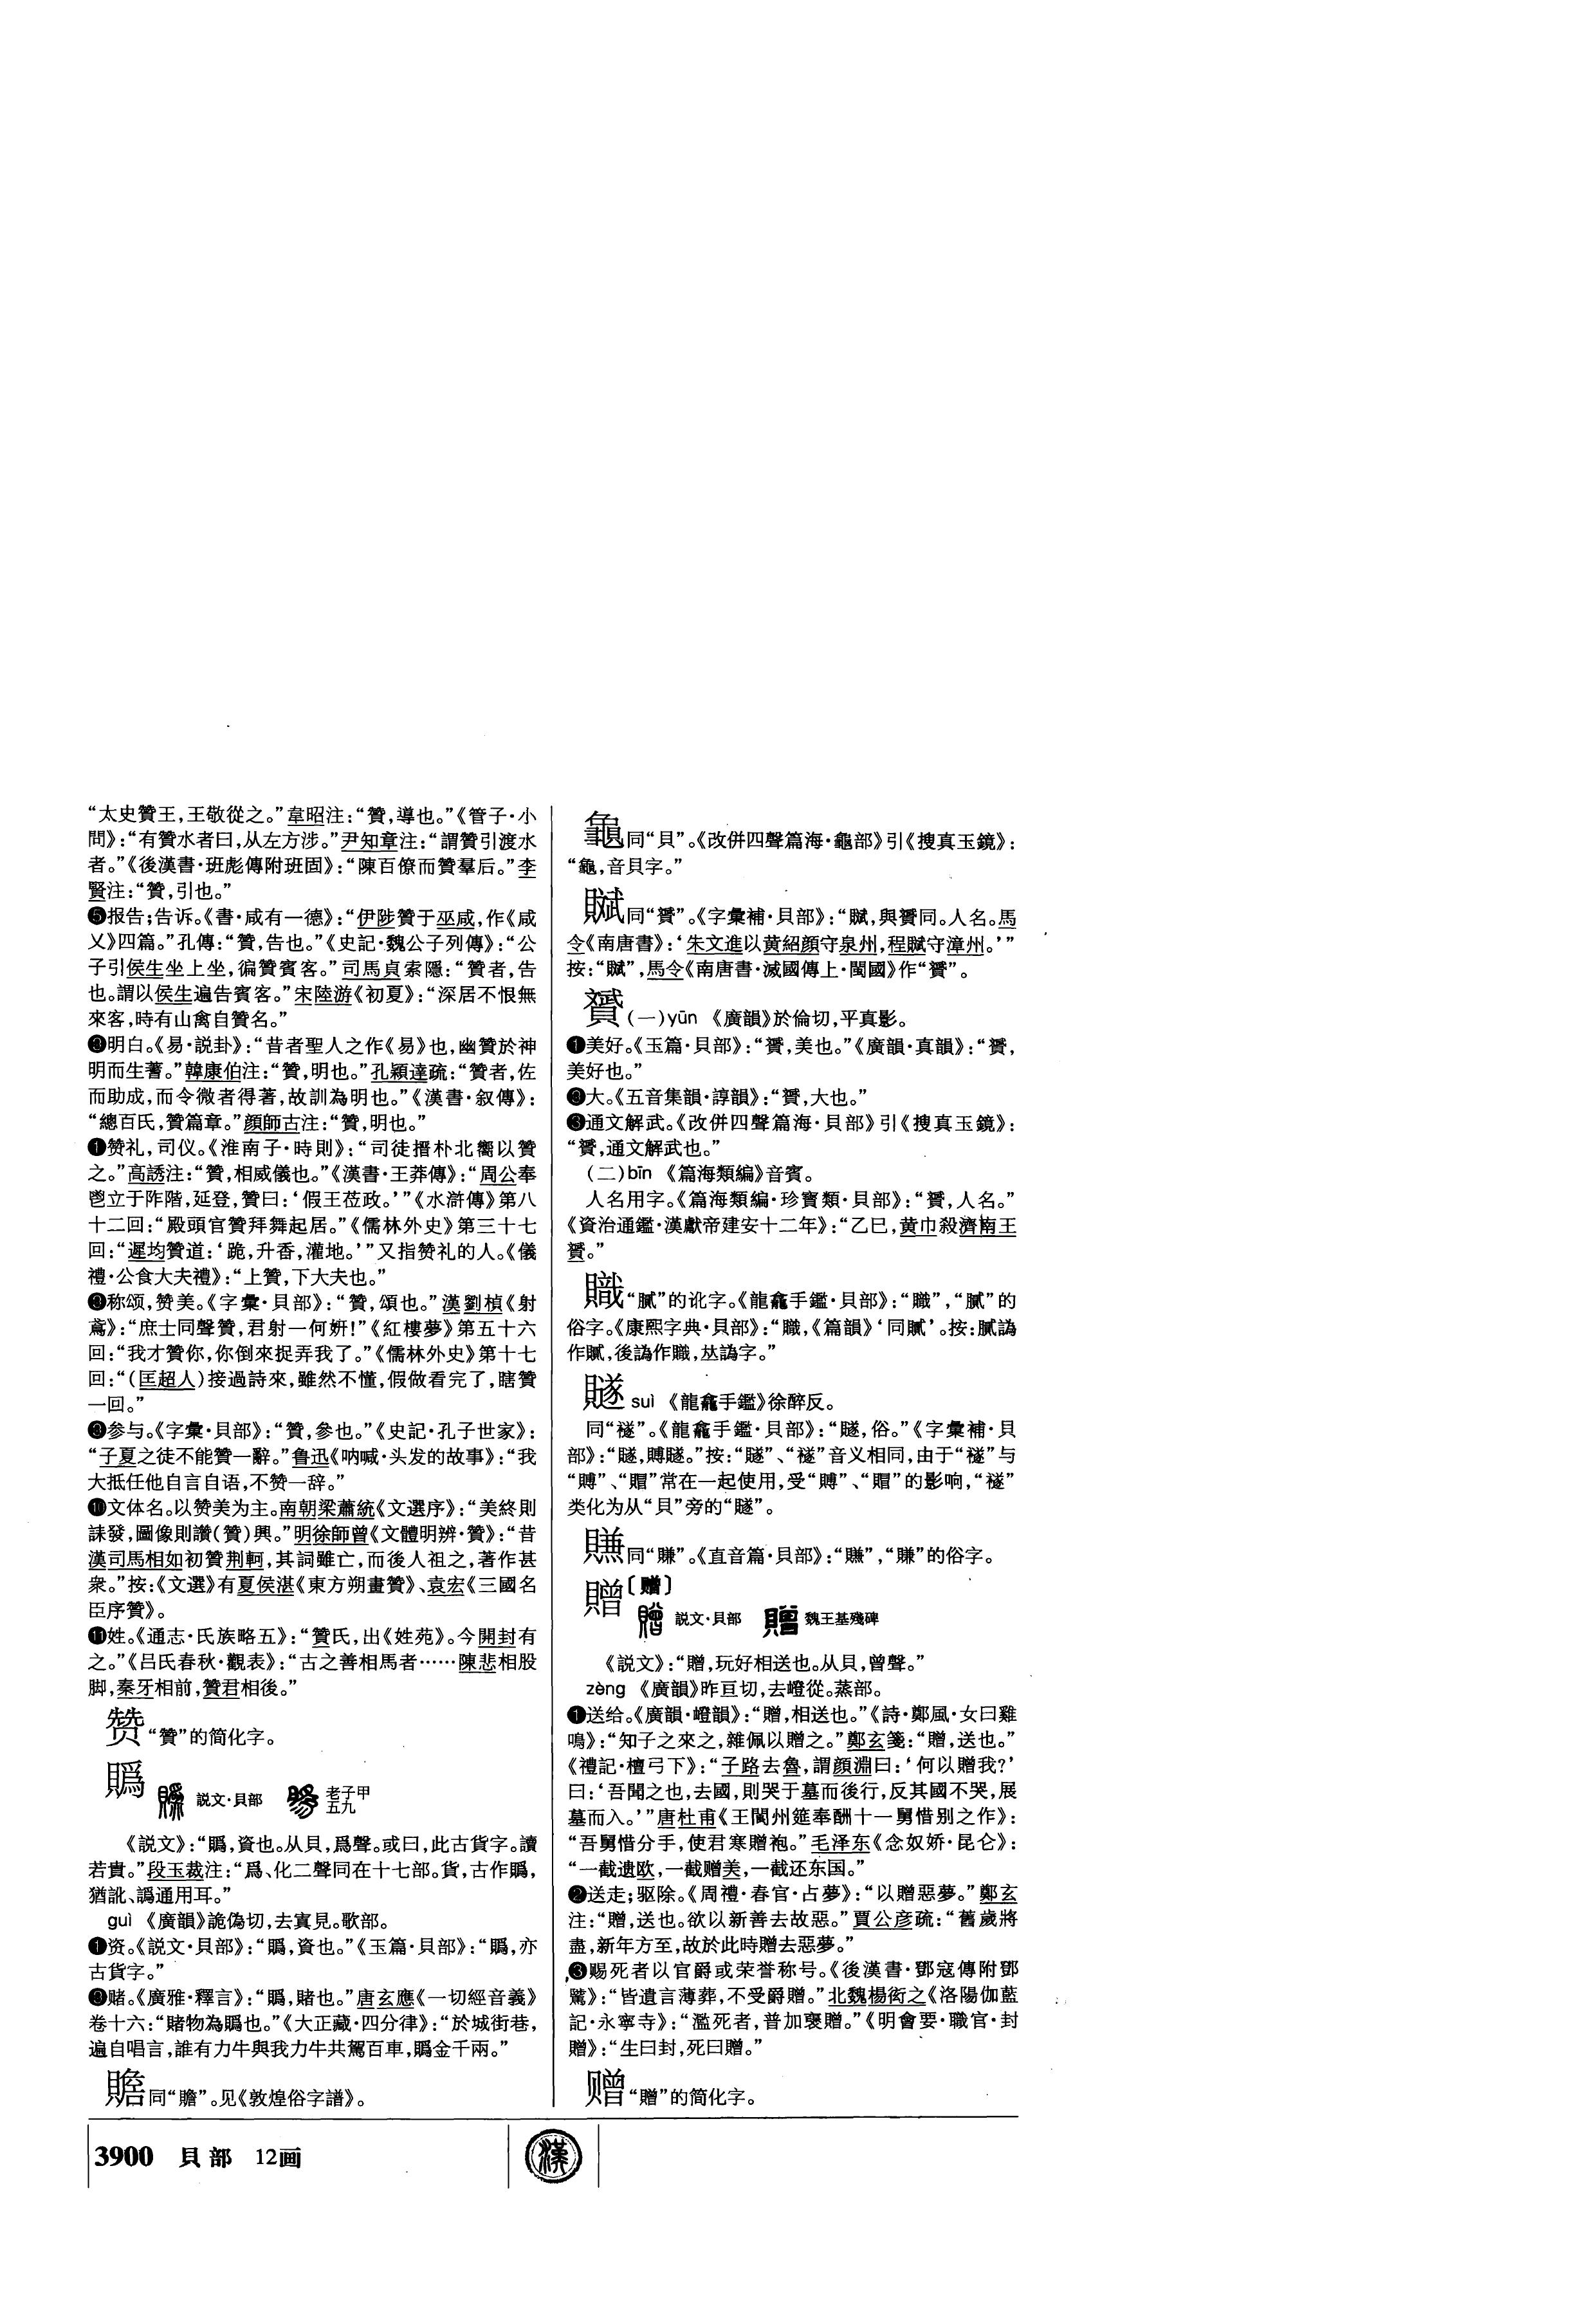 “太史贊王,王敬從之。”韋昭注:“贊,導也。”《管子·小
問》:“有贊水者曰,从左方涉。”尹知章注:“謂贊引渡水
者。”《後漢書·班彪傳附班固》:“陳百僚而贊羣后。”李
賢注:“贊,引也。”
❺报告;告诉。《書·咸有一德》:“伊陟贊于巫咸,作《咸
乂》四篇。”孔傳:“贊,告也。”《史記·魏公子列傳》:“公
子引侯生坐上坐,徧贊賓客。”司馬貞索隱:“贊者,告
也。謂以侯生遍告賓客。”宋陸游《初夏》:“深居不恨無
來客,時有山禽自贊名。”
明白。《易·説卦》:“昔者聖人之作《易》也,幽贊於神
明而生蓍。”韓康伯注:“贊,明也。”孔穎達疏:“贊者,佐
而助成,而令微者得著,故訓為明也。”《漢書·叙傳》:
“總百氏,贊篇章。”顔師古注:“贊,明也。”
赞礼,司仪。《淮南子·時則》:“司徒搢朴北嚮以贊
之。”高誘注:“贊,相威儀也。”《漢書·王莽傳》:“周公奉
鬯立于阼階,延登,贊曰:‘假王莅政。’”《水滸傳》第八
十二回:“殿頭官贊拜舞起居。”《儒林外史》第三十七
回:“遲均贊道:‘跪,升香,灌地。’”又指赞礼的人。《儀
禮·公食大夫禮》:“上贊,下大夫也。”
称颂,赞美。《字彙·貝部》:“贊,頌也。”漢劉楨《射
鳶》:“庶士同聲贊,君射一何妍!”《紅樓夢》第五十六
回:“我才贊你,你倒來捉弄我了。”《儒林外史》第十七
回:“(匡超人)接過詩來,雖然不懂,假做看完了,瞎贊
一回。”
参与。《字彙·貝部》:“贊,參也。”《史記·孔子世家》:
“子夏之徒不能贊一辭。”鲁迅《呐喊·头发的故事》:“我
大抵任他自言自语,不赞一辞。”
❿文体名。以赞美为主。南朝梁蕭統《文選序》:“美終則
誄發,圖像則讚(贊)興。”明徐師曾《文體明辨·贊》:“昔
漢司馬相如初贊荆軻,其詞雖亡,而後人祖之,著作甚
衆。”按:《文選》有夏侯湛《東方朔畫贊》、袁宏《三國名
臣序贊》。
⓫姓。《通志·氏族略五》:“贊氏,出《姓苑》。今開封有
之。”《吕氏春秋·觀表》:“古之善相馬者……陳悲相股
脚,秦牙相前,贊君相後。”
赞“贊”的简化字。
贋 説文·貝部 老子甲五九
《説文》:“䞈,資也。从貝,爲聲。或曰,此古貨字。讀
若貴。”段玉裁注:“爲、化二聲同在十七部。貨,古作䞈,
猶訛、譌通用耳。”
guì 《廣韻》詭偽切,去寘見。歌部。
❶资。《説文·貝部》:“䞈,資也。”《玉篇·貝部》:“䞈,亦
古貨字。”
賭。《廣雅·釋言》:“䞈,賭也。”唐玄應《一切經音義》
卷十六:“賭物為䞈也。”《大正藏·四分律》:“於城街巷,
遍自唱言,誰有力牛與我力牛共駕百車,䞈金千兩。”
同“贍”。见《敦煌俗字譜》。
同“貝”。《改併四聲篇海·龜部》引《搜真玉鏡》:
音貝字。”
同“贇”。《字彙補·貝部》:“與贇同。人名。馬
令《南唐書》:‘朱文進以黄紹顔守泉州,程守漳州。’”
按:馬令《南唐書·滅國傳上·閩國》作“贇”。
贇(一)yūn 《廣韻》於倫切,平真影。
❶美好。《玉篇·貝部》:“贇,美也。”《廣韻·真韻》:“贇,
美好也。”
大。《五音集韻·諄韻》:“贇,大也。”
❸通文解武。《改併四聲篇海·貝部》引《搜真玉鏡》:
“贇,通文解武也。”
(二)bīn 《篇海類編》音賓。
人名用字。《篇海類編·珍寶類·貝部》:“贇,人名。”
《資治通鑑·漢獻帝建安十二年》:“乙巳,黄巾殺濟南王
贇。”
的讹字。《龍龕手鑑·貝部》:的
俗字。《康熙字典·貝部》:“《篇韻》‘同’。按:譌
作,後譌作,𠀤譌字。”
suì 《龍龕手鑑》徐醉反。
同“襚”。《龍龕手鑑·貝部》:“俗。”《字彙補·貝
部》:“賻。”按:、“襚”音义相同,由于“襚”与
“賻”、“賵”常在一起使用,受“賻”、“賵”的影响,“襚”
类化为从“貝”旁的。
同“賺”。《直音篇·貝部》:“賺”的俗字。
贈〔赠〕 説文·貝部 魏王基殘碑
《説文》:“贈,玩好相送也。从貝,曾聲。”
zèng 《廣韻》昨亘切,去嶝從。蒸部。
❶送给。《廣韻·嶝韻》:“贈,相送也。”《詩·鄭風·女曰雞
鳴》:“知子之來之,雜佩以贈之。”鄭玄箋:“贈,送也。”
《禮記·檀弓下》:“子路去魯,謂顔淵曰:‘何以贈我?’
曰:‘吾聞之也,去國,則哭于墓而後行,反其國不哭,展
墓而入。’”唐杜甫《王閬州筵奉酬十一舅惜别之作》:
“吾舅惜分手,使君寒贈袍。”毛泽东《念奴娇·昆仑》:
“一截遗欧,一截赠美,一截还东国。”
❷送走;驱除。《周禮·春官·占夢》:“以贈惡夢。”鄭玄
注:“贈,送也。欲以新善去故惡。”賈公彦疏:“舊歲將
盡,新年方至,故於此時贈去惡夢。”
❸赐死者以官爵或荣誉称号。《後漢書·鄧寇傳附鄧
騭》:“皆遺言薄葬,不受爵贈。”北魏楊衒之《洛陽伽藍
記·永寧寺》:“濫死者,普加襃贈。”《明會要·職官·封
贈》:“生曰封,死曰贈。”
赠“贈”的简化字。
3900 貝部 12画
漢